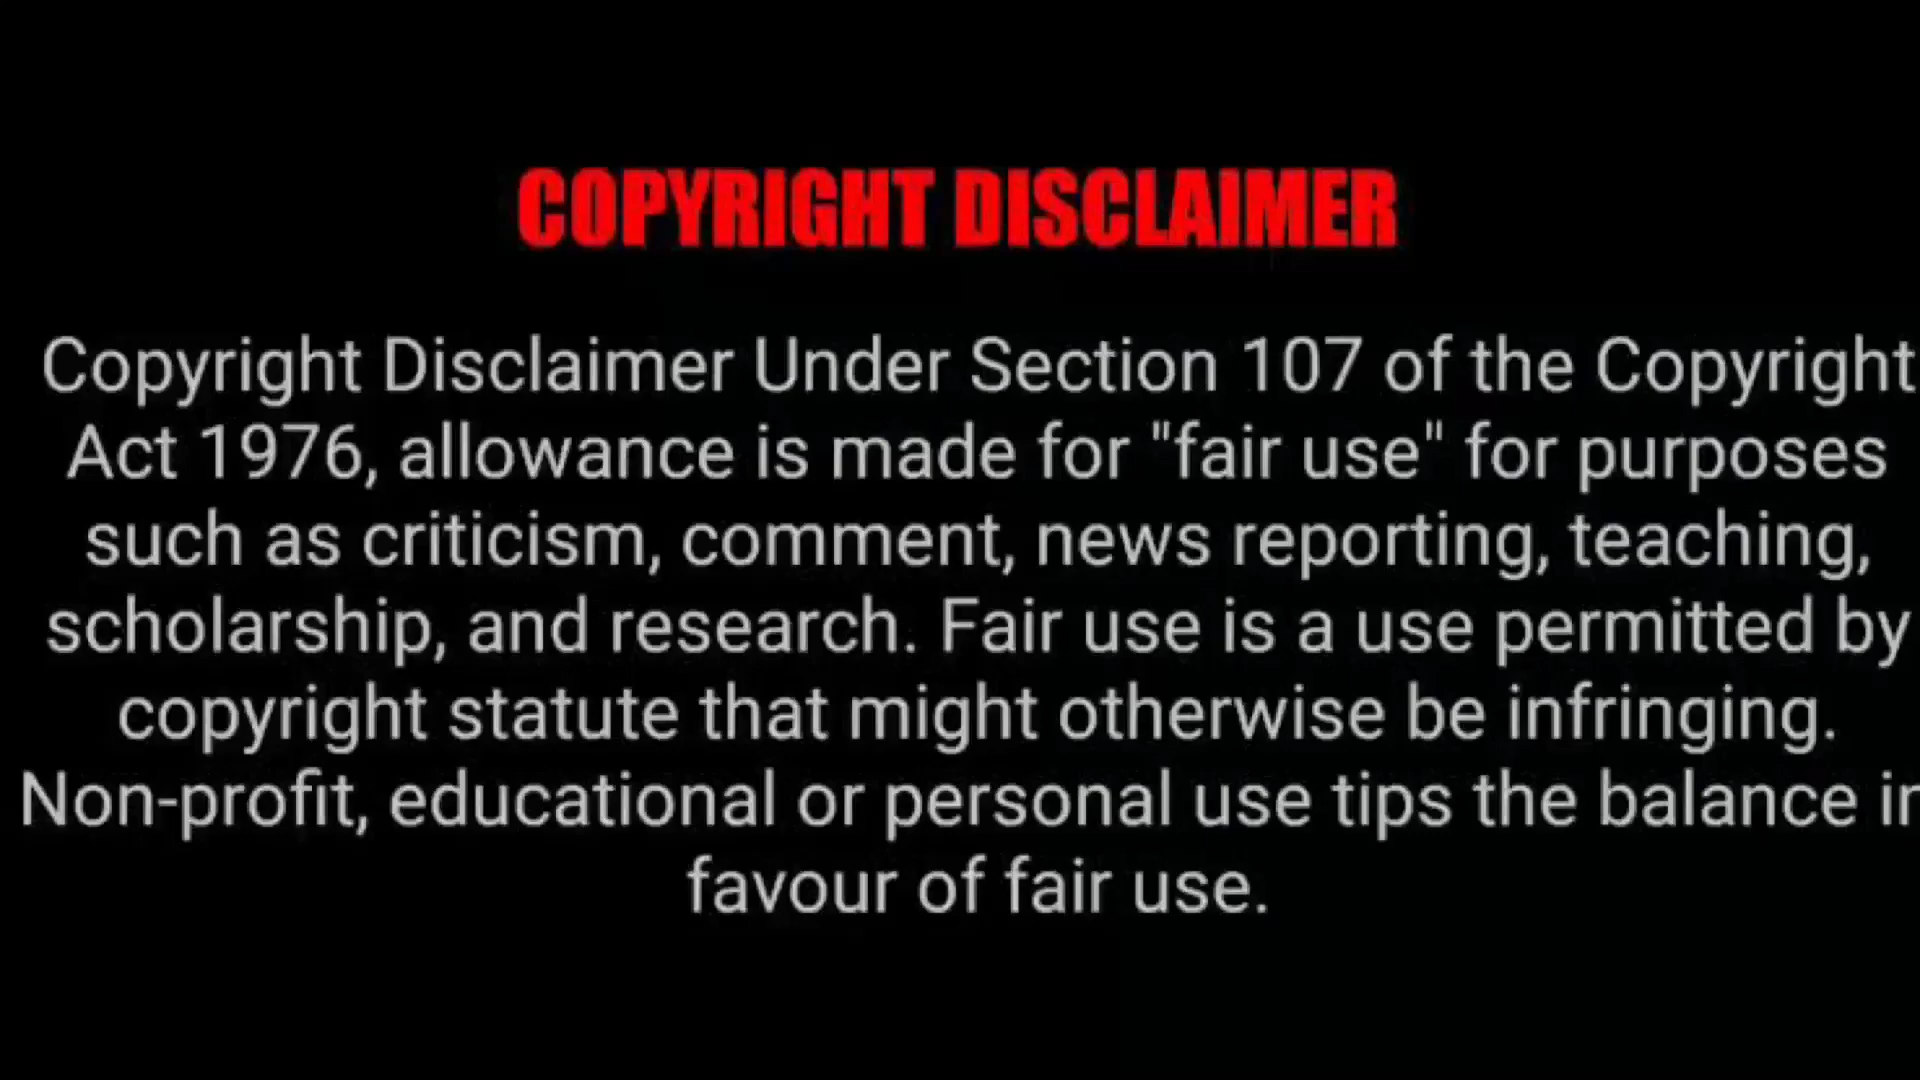 COPYRIGHT DISCLAIMER
Copyright Disclaimer Under Section 107 of the Copyright
Act 1976, allowance is made for "fair use" for purposes
such as criticism, comment, news reporting, teaching,
scholarship, and research. Fair use is a use permitted by
copyright statute that might otherwise be infringing.
Non-profit, educational or personal use tips the balance in
favour of fair use.